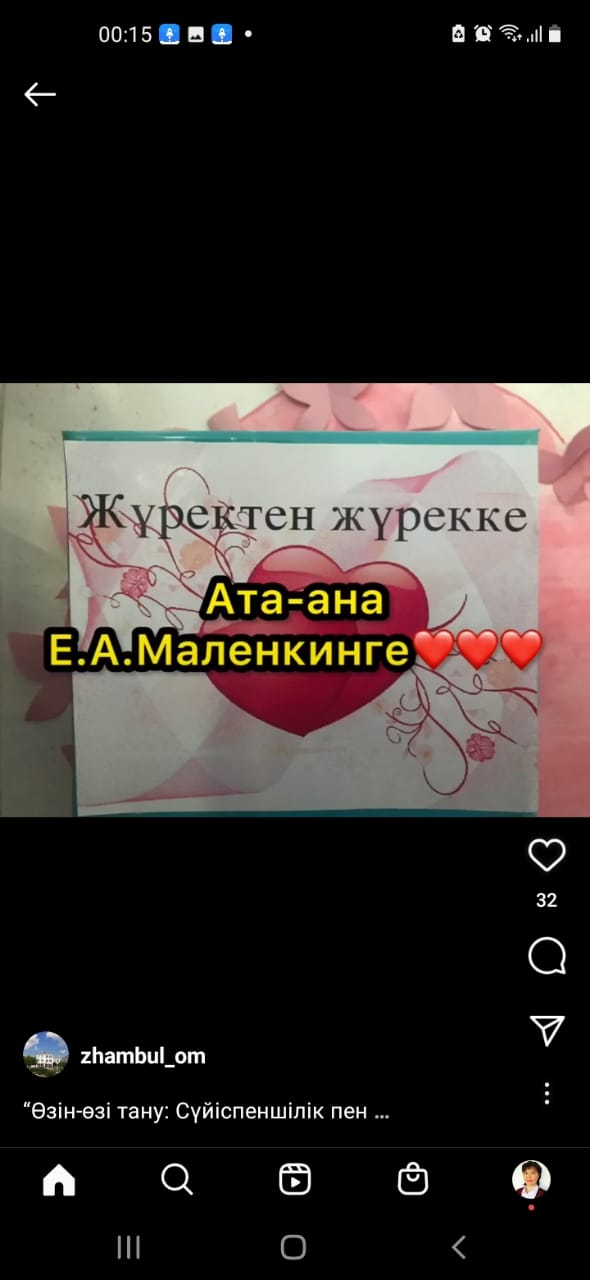 00:15
Жүректен жүрекке
Ата-ана
Е.А.Маленкинге❤️❤️❤️
32
zhambul_om
“Өзін-өзі тану: Сүйіспеншілік пен ...